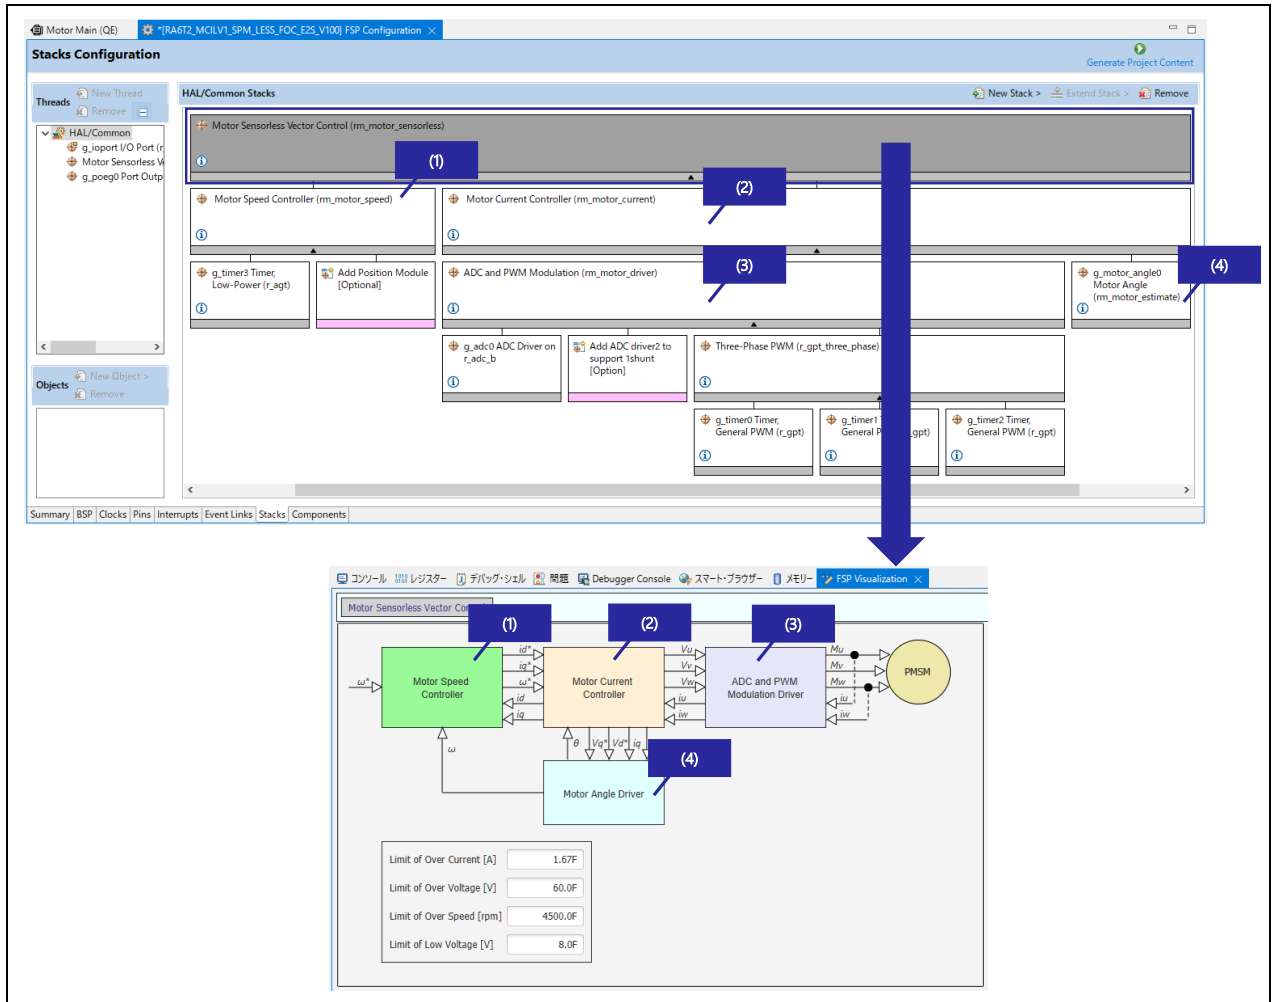 Motor Main (QE)
*[RA6T2_MCILV1_SPM_LESS_FOC_E2S_V100] FSP Configuration
Stacks Configuration
Generate Project Content
Threads
New Thread
Remove
HAL/Common
g_ioport I/O Port (r_
Motor Sensorless Ve
g_poeg0 Port Outp
Objects
New Object >
Remove
HAL/Common Stacks
New Stack >
Extend Stack >
Remove
Motor Sensorless Vector Control (rm_motor_sensorless)
(1)
(2)
Motor Speed Controller (rm_motor_speed)
Motor Current Controller (rm_motor_current)
(3)
(4)
g_timer3 Timer,
Low-Power (r_agt)
Add Position Module
[Optional]
ADC and PWM Modulation (rm_motor_driver)
g_motor_angle0
Motor Angle
(rm_motor_estimate)
g_adc0 ADC Driver on
r_adc_b
Add ADC driver2 to
support 1shunt
[Option]
Three-Phase PWM (r_gpt_three_phase)
g_timer0 Timer,
General PWM (r_gpt)
g_timer1
General P
_gpt)
g_timer2 Timer,
General PWM (r_gpt)
Summary
BSP
Clocks
Pins
Interrupts
Event Links
Stacks
Components
コンソール
レジスター
デバッグ・シェル
問題
Debugger Console
スマート・ブラウザー
メモリー
FSP Visualization
Motor Sensorless Vector Co
(1)
(2)
(3)
ω*
Motor Speed
Controller
id*
iq*
ω*
id
iq
Motor Current
Controller
Vu
Vv
Vw
iu
iw
ADC and PWM
Modulation Driver
Mu
Mv
Mw
iu
iw
PMSM
ω
θ
Vq*
Vd*
iq
(4)
Motor Angle Driver
Limit of Over Current [A]
1.67F
Limit of Over Voltage [V]
60.0F
Limit of Over Speed [rpm]
4500.0F
Limit of Low Voltage [V]
8.0F